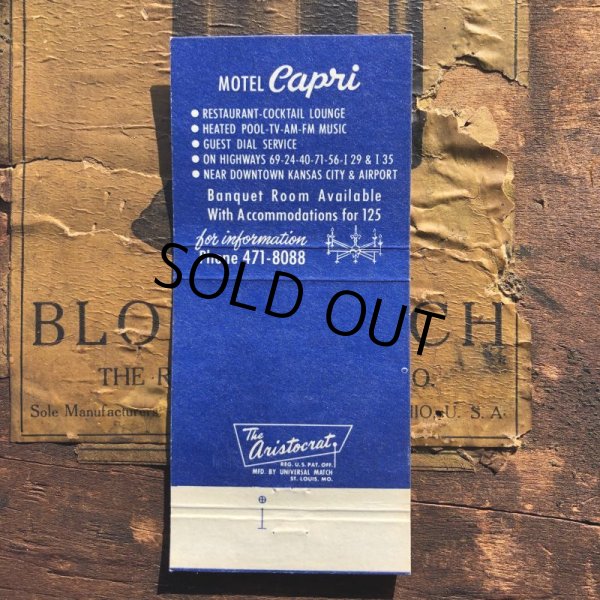 MOTEL Capri
● RESTAURANT-COCKTAIL LOUNGE
● HEATED POOL-TV-AM-FM MUSIC
● GUEST DIAL SERVICE
● ON HIGHWAYS 69-24-40-71-56-I 29 & I 35
● NEAR DOWNTOWN KANSAS CITY & AIRPORT
Banquet Room Available
With Accommodations for 125
for information
Phone 471-8088
SOLD OUT
BLO CH
THE R O.
Sole Manufacturers HIO, U. S. A.
The
Aristocrat
REG. U.S. PAT. OFF.
MFD BY UNIVERSAL MATCH
ST. LOUIS, MO.